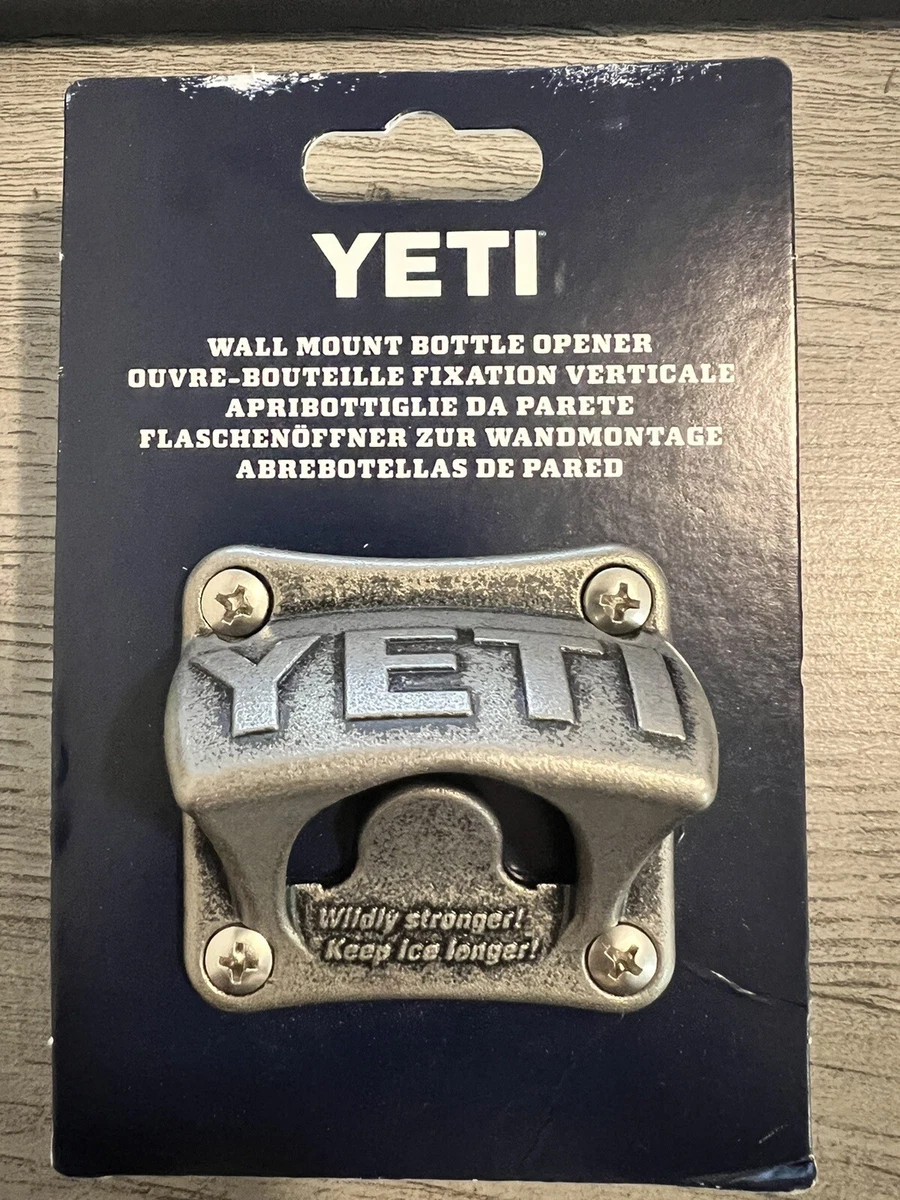 YETI
WALL MOUNT BOTTLE OPENER
OUVRE-BOUTEILLE FIXATION VERTICALE
APRIBOTTIGLIE DA PARETE
FLASCHENÖFFNER ZUR WANDMONTAGE
ABREBOTELLAS DE PARED
YETI
Wildly stronger!
Keep ice longer!